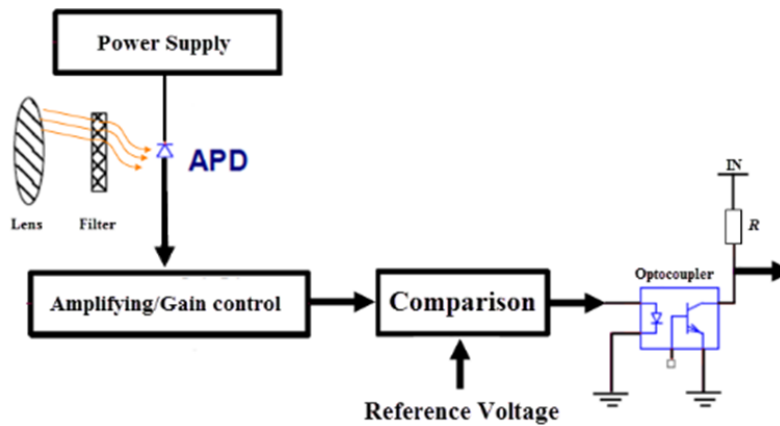 Power Supply
APD
Lens
Filter
IN
R
Optocoupler
Amplifying/Gain control
Comparison
Reference Voltage